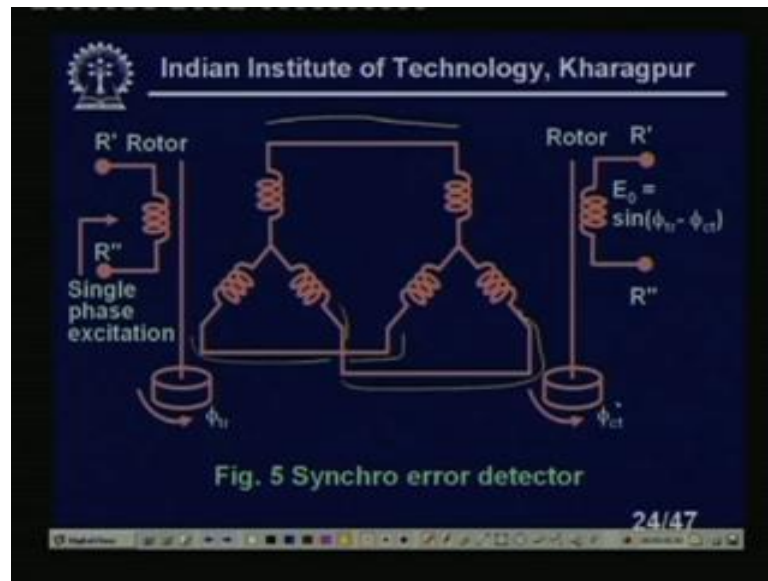 Indian Institute of Technology, Kharagpur
R' Rotor
Rotor R'
E₀ =
sin(ϕtr- ϕct)
R"
R"
Single
phase
excitation
ϕtr
ϕct
Fig. 5 Synchro error detector
24/47